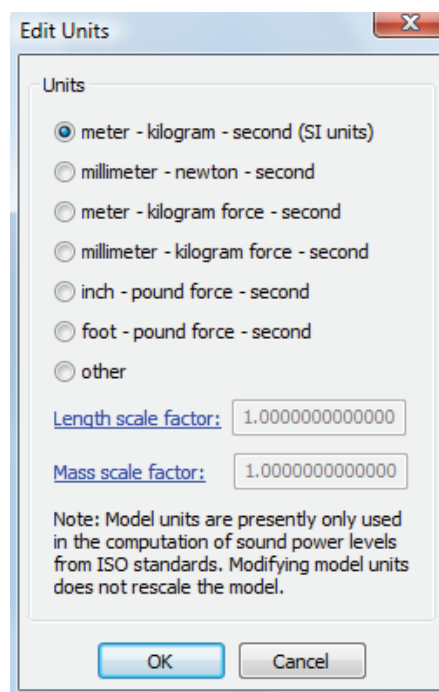 Edit Units
X
Units
meter - kilogram - second (SI units)
millimeter - newton - second
meter - kilogram force - second
millimeter - kilogram force - second
inch - pound force - second
foot - pound force - second
other
Length scale factor: 1.0000000000000
Mass scale factor: 1.0000000000000
Note: Model units are presently only used
in the computation of sound power levels
from ISO standards. Modifying model units
does not rescale the model.
OK Cancel